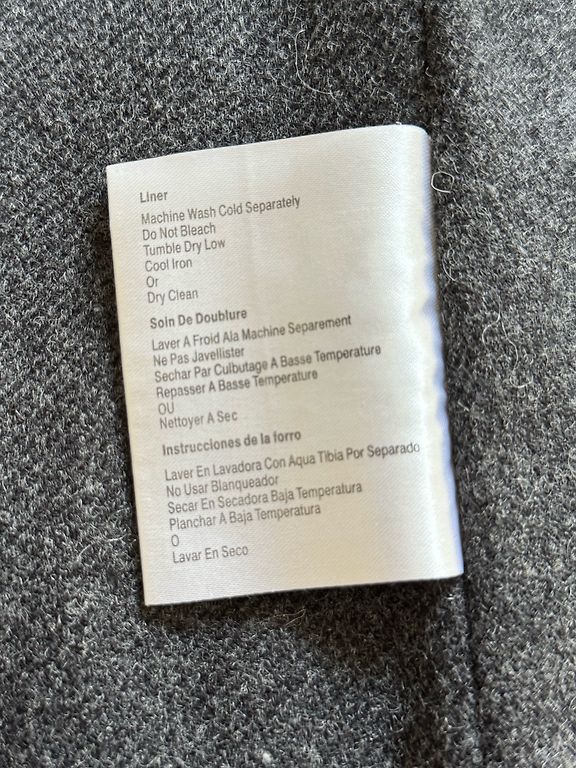 Liner
Machine Wash Cold Separately
Do Not Bleach
Tumble Dry Low
Cool Iron
Or
Dry Clean
Soin De Doublure
Laver A Froid Ala Machine Separement
Ne Pas Javellister
Sechar Par Culbutage A Basse Temperature
Repasser A Basse Temperature
OU
Nettoyer A Sec
Instrucciones de la forro
Laver En Lavadora Con Aqua Tibia Por Separado
No Usar Blanqueador
Secar En Secadora Baja Temperatura
Planchar A Baja Temperatura
O
Lavar En Seco